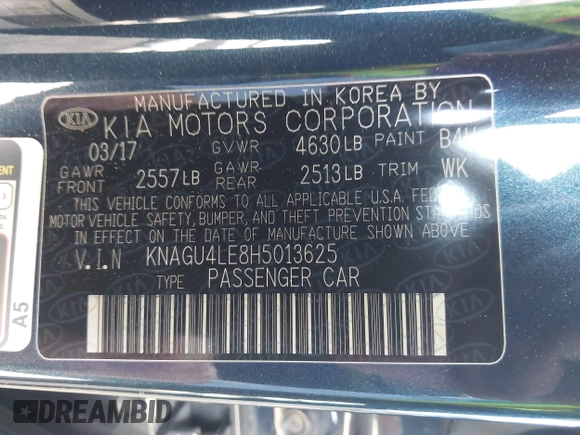 MANUFACTURED IN KOREA BY
KIA KIA MOTORS CORPORATION
03/17 GVWR 4630LB PAINT B4U
GAWR FRONT 2557LB GAWR REAR 2513LB TRIM WK
THIS VEHICLE CONFORMS TO ALL APPLICABLE U.S.A. FEDERAL
MOTOR VEHICLE SAFETY, BUMPER, AND THEFT PREVENTION STANDARDS
IN EFFECT ON THE DATE OF MANUFACTURE SHOWN ABOVE
V.I.N KNAGU4LE8H5013625
TYPE PASSENGER CAR
A5
DREAMBID